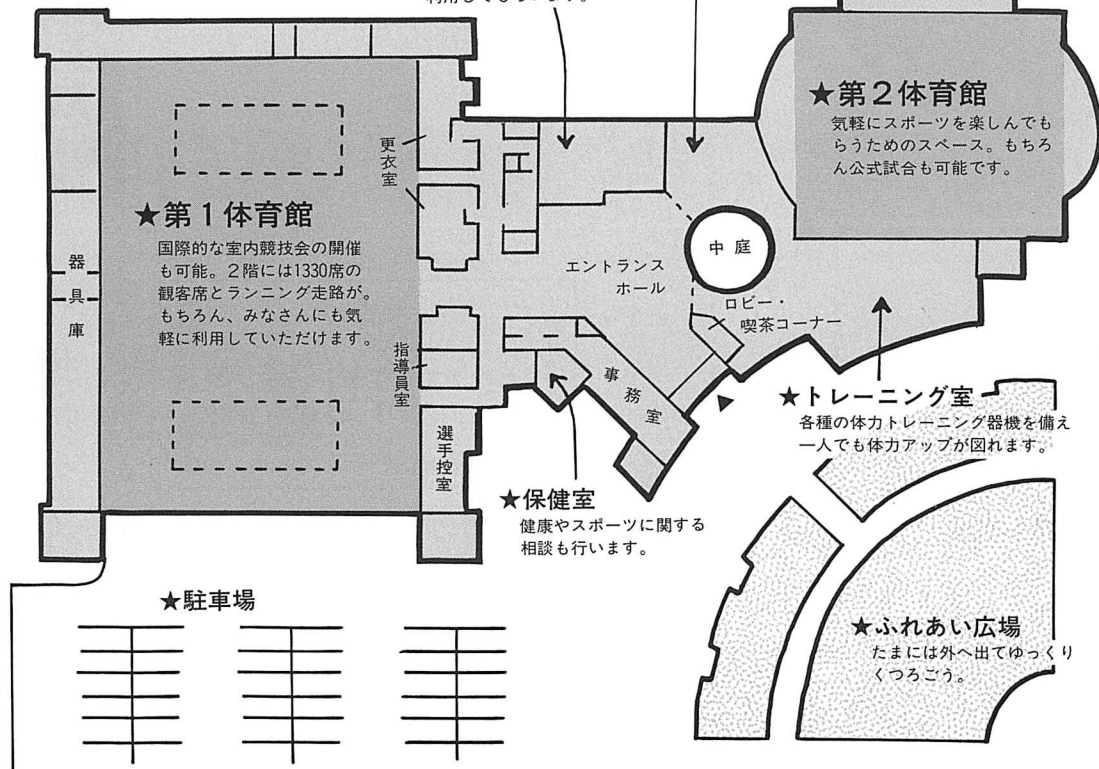 ★第2体育館
気軽にスポーツを楽しんでも
らうためのスペース。もちろ
ん公式試合も可能です。
更衣室
★第1体育館
国際的な室内競技会の開催
も可能。2階には1330席の
観客席とランニング走路が。
もちろん、みなさんにも気
軽に利用していただけます。
器具庫
中庭
エントランス
ホール
ロビー・
喫茶コーナー
指導員室
事務室
選手控室
★トレーニング室
各種の体力トレーニング器機を備え
一人でも体力アップが図れます。
★保健室
健康やスポーツに関する
相談も行います。
★駐車場
★ふれあい広場
たまには外へ出てゆっくり
くつろごう。